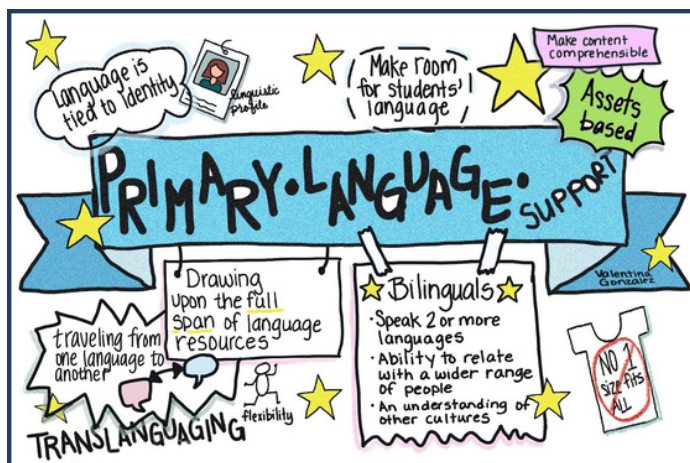 Language is
tied to identity
linguistic
profile
Make room
for students'
language
Make content
comprehensible
Assets
based
PRIMARY·LANGUAGE·
SUPPORT
Valentina
Gonzalez
Drawing
upon the full
span of language
resources
traveling from
one language to
another
flexibility
TRANSLANGUAGING
Bilinguals
·Speak 2 or more
languages
·Ability to relate
with a wider range
of people
·An understanding of
other cultures
NO 1
size fits
ALL